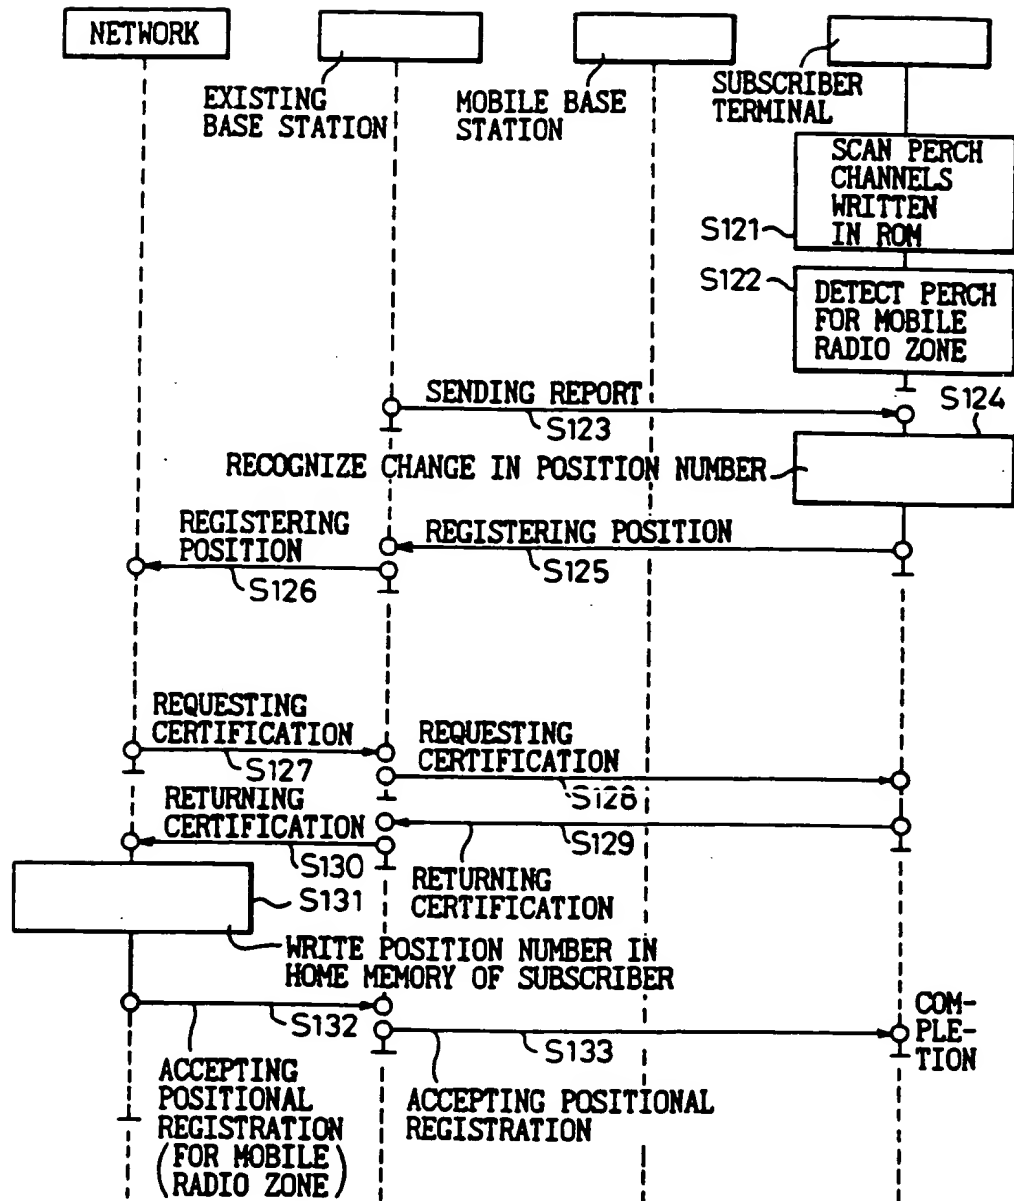 NETWORK
EXISTING
BASE STATION
MOBILE BASE
STATION
SUBSCRIBER
TERMINAL
SCAN PERCH
CHANNELS
WRITTEN
IN ROM
S121
S122
DETECT PERCH
FOR MOBILE
RADIO ZONE
SENDING REPORT
S123
S124
RECOGNIZE CHANGE IN POSITION NUMBER
REGISTERING
POSITION
REGISTERING POSITION
S125
S126
REQUESTING
CERTIFICATION
S127
REQUESTING
CERTIFICATION
S128
RETURNING
CERTIFICATION
S129
S130
RETURNING
CERTIFICATION
S131
WRITE POSITION NUMBER IN
HOME MEMORY OF SUBSCRIBER
S132
S133
COM-
PLE-
TION
ACCEPTING
POSITIONAL
REGISTRATION
(FOR MOBILE
RADIO ZONE)
ACCEPTING POSITIONAL
REGISTRATION